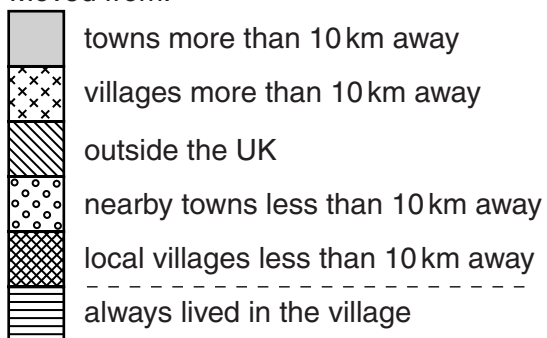 Moved from:
towns more than 10 km away
villages more than 10 km away
outside the UK
nearby towns less than 10 km away
local villages less than 10 km away
always lived in the village